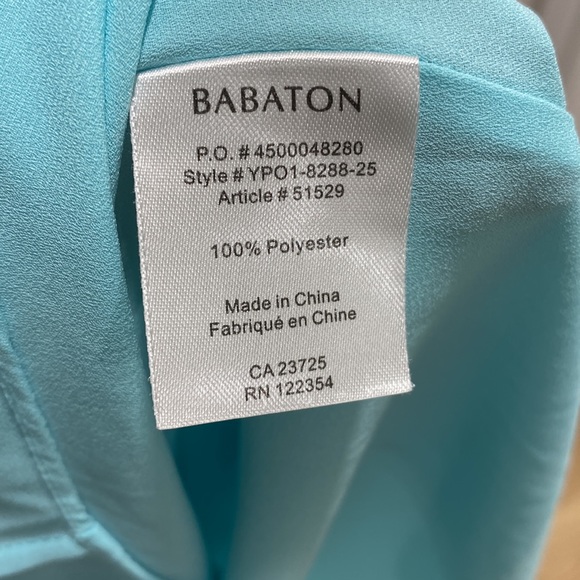 BABATON
P.O. # 4500048280
Style # YPO1-8288-25
Article # 51529
100% Polyester
Made in China
Fabriqué en Chine
CA 23725
RN 122354